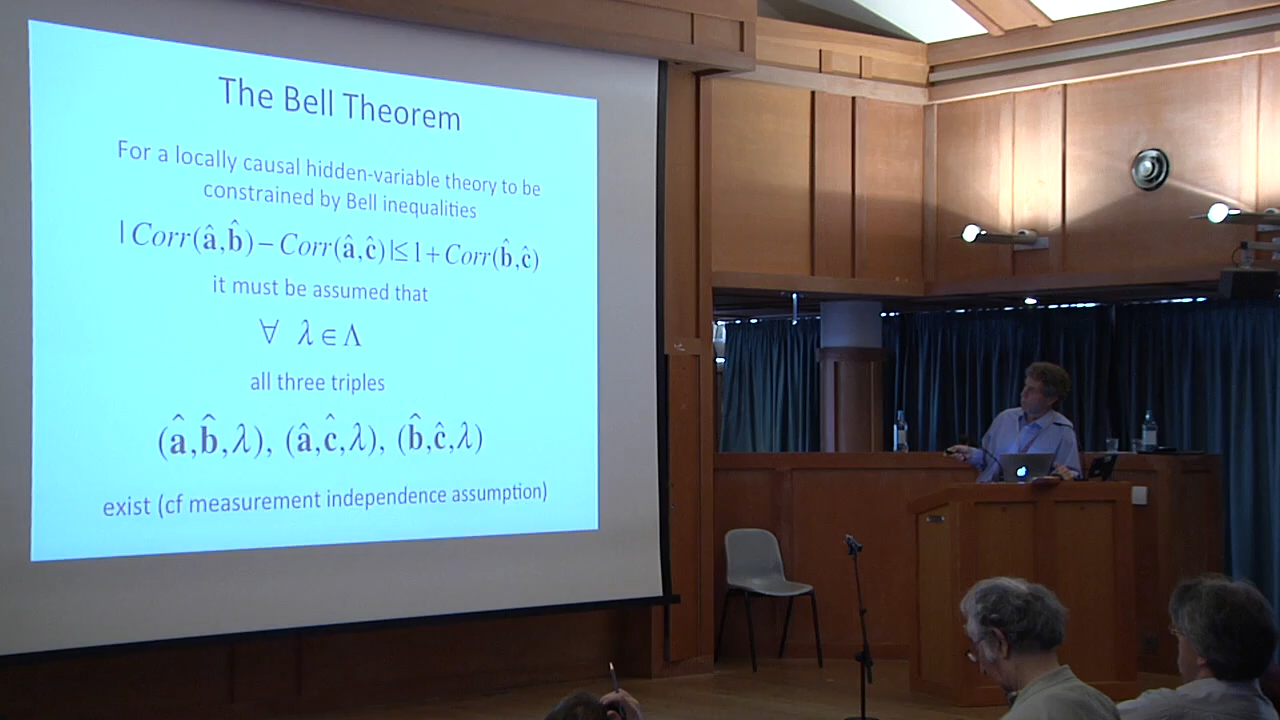 The Bell Theorem
For a locally causal hidden-variable theory to be
constrained by Bell inequalities
|Corr(â,b̂)−Corr(â,ĉ)|≤1+Corr(b̂,ĉ)
it must be assumed that
∀ λ∈Λ
all three triples
(â,b̂,λ), (â,ĉ,λ), (b̂,ĉ,λ)
exist (cf measurement independence assumption)